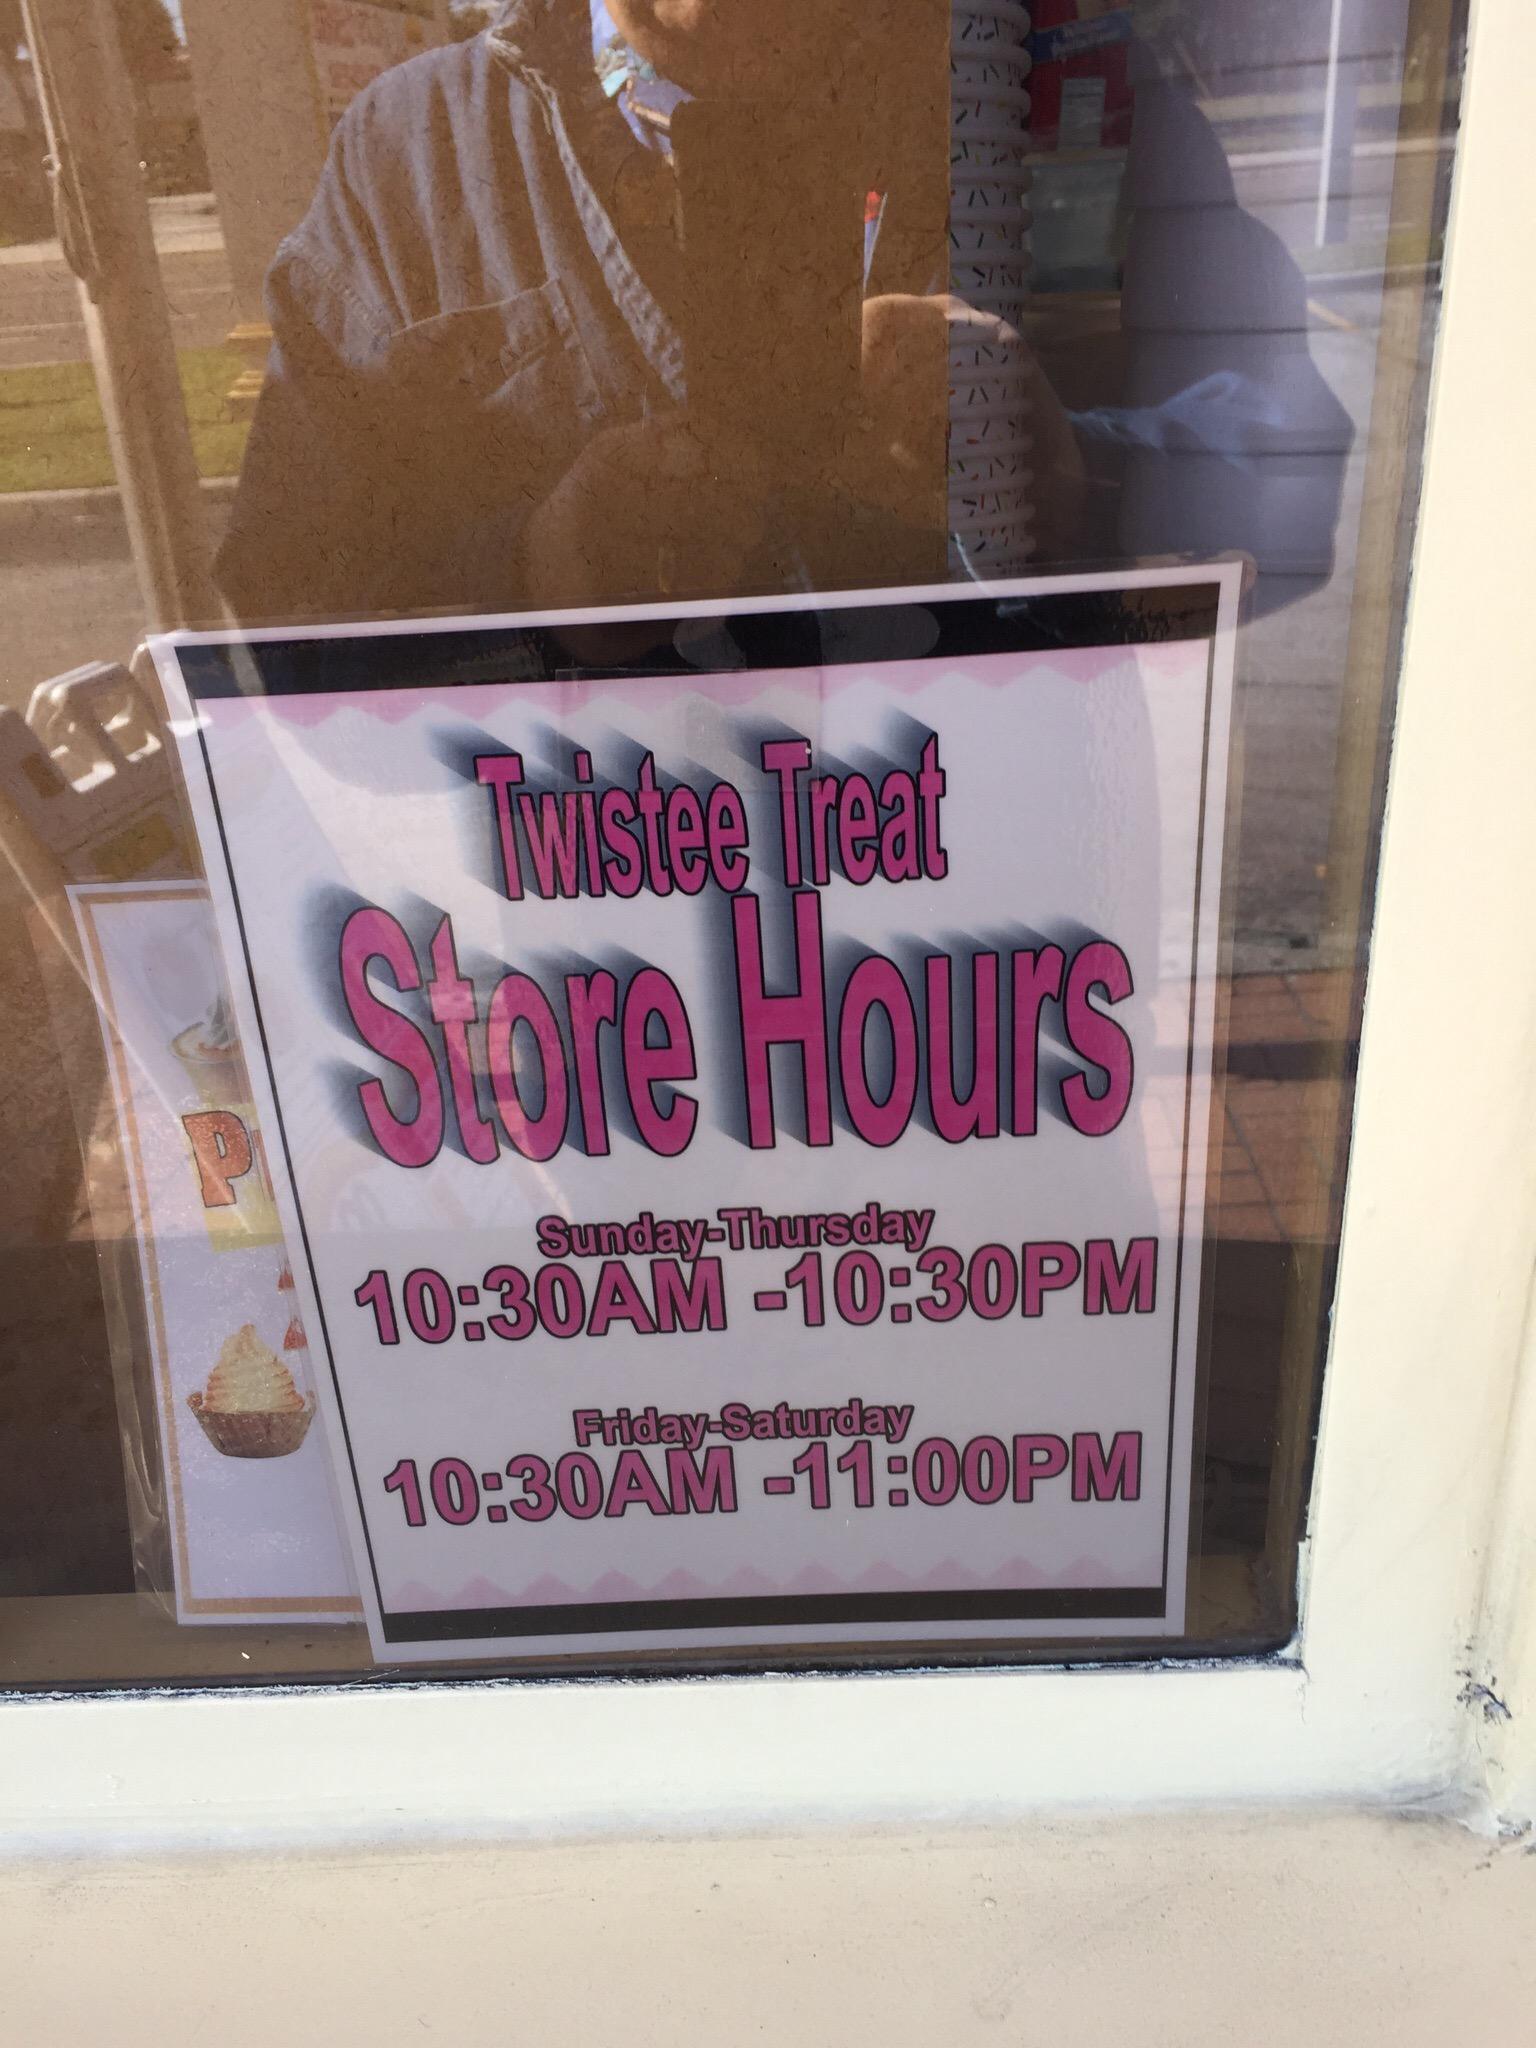 Twistee Treat
Store Hours
Sunday-Thursday
10:30AM -10:30PM
Friday-Saturday
10:30AM -11:00PM
P